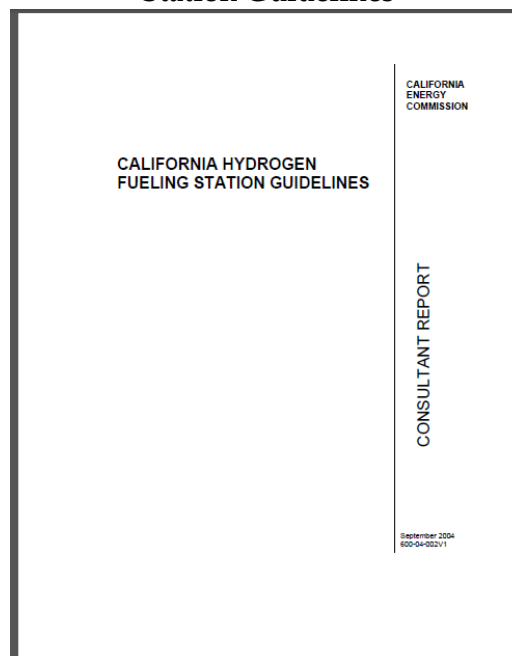 Station Guidelines
CALIFORNIA
ENERGY
COMMISSION
CALIFORNIA HYDROGEN
FUELING STATION GUIDELINES
CONSULTANT REPORT
September 2004
600-04-002V1